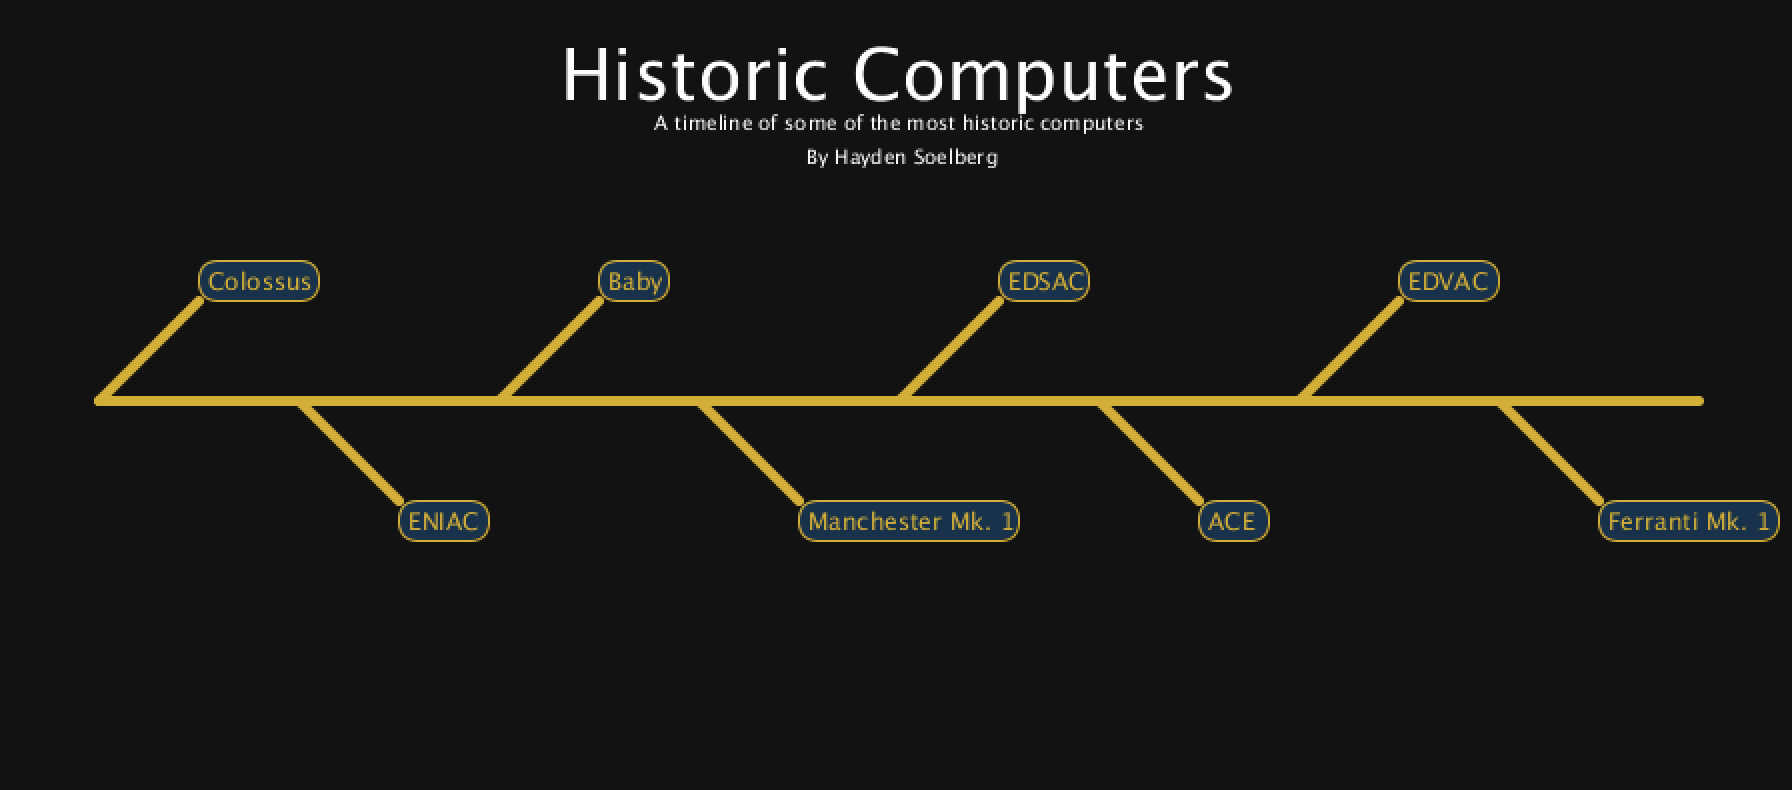 Historic Computers
A timeline of some of the most historic computers
By Hayden Soelberg
Colossus
Baby
EDSAC
EDVAC
ENIAC
Manchester Mk. 1
ACE
Ferranti Mk. 1